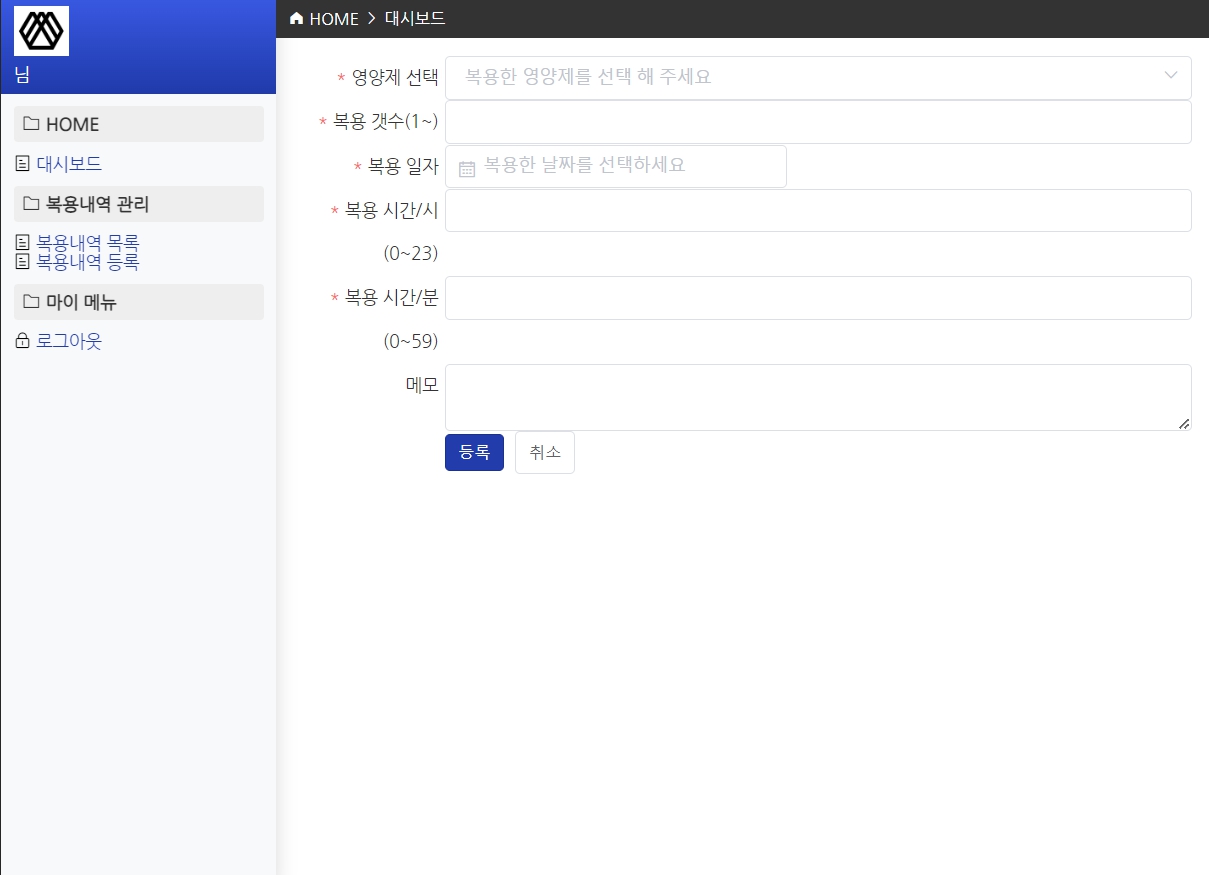 HOME > 대시보드
님
HOME
대시보드
복용내역 관리
복용내역 목록
복용내역 등록
마이 메뉴
로그아웃
* 영양제 선택 복용한 영양제를 선택 해 주세요
* 복용 갯수(1~)
* 복용 일자 복용한 날짜를 선택하세요
* 복용 시간/시
(0~23)
* 복용 시간/분
(0~59)
메모
등록 취소